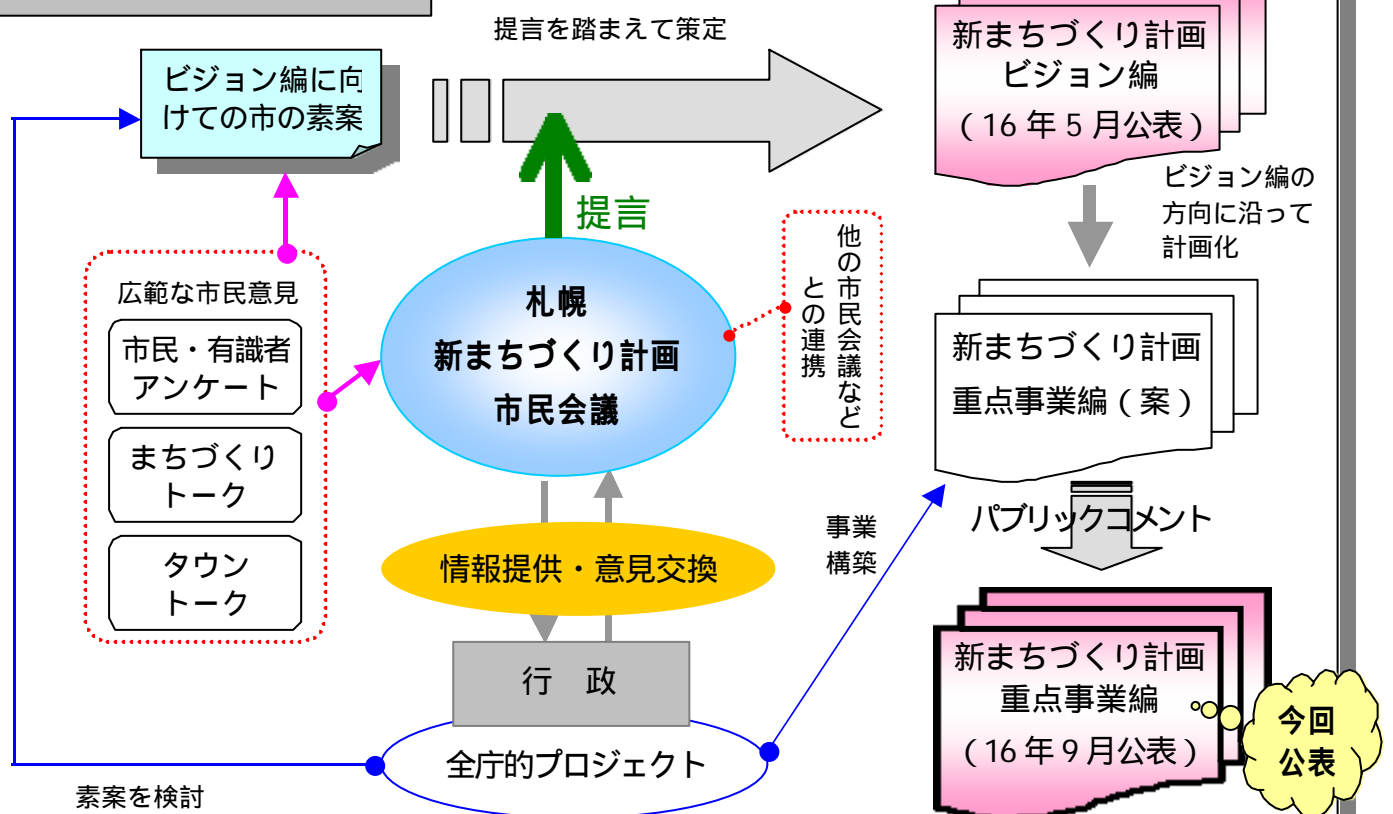 提言を踏まえて策定
ビジョン編に向
けての市の素案
新まちづくり計画
ビジョン編
(16年5月公表)
提言
ビジョン編の
方向に沿って
計画化
広範な市民意見
市民・有識者
アンケート
まちづくり
トーク
タウン
トーク
札幌
新まちづくり計画
市民会議
他の市民会議など
との連携
新まちづくり計画
重点事業編(案)
パブリックコメント
事業
構築
情報提供・意見交換
行 政
全庁的プロジェクト
素案を検討
新まちづくり計画
重点事業編
(16年9月公表)
今回
公表